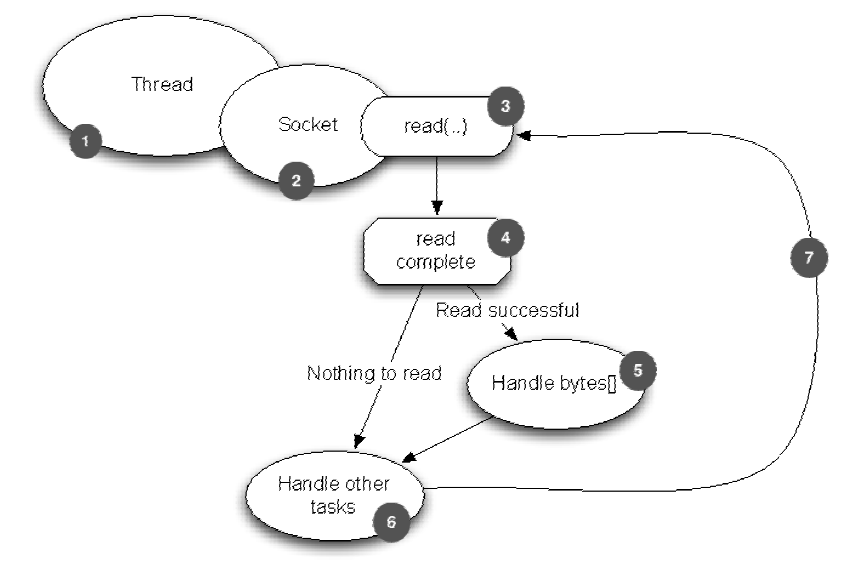 Thread
1
Socket
2
read(..)
3
read
complete
4
Read successful
7
Nothing to read
Handle bytes[]
5
Handle other
tasks
6